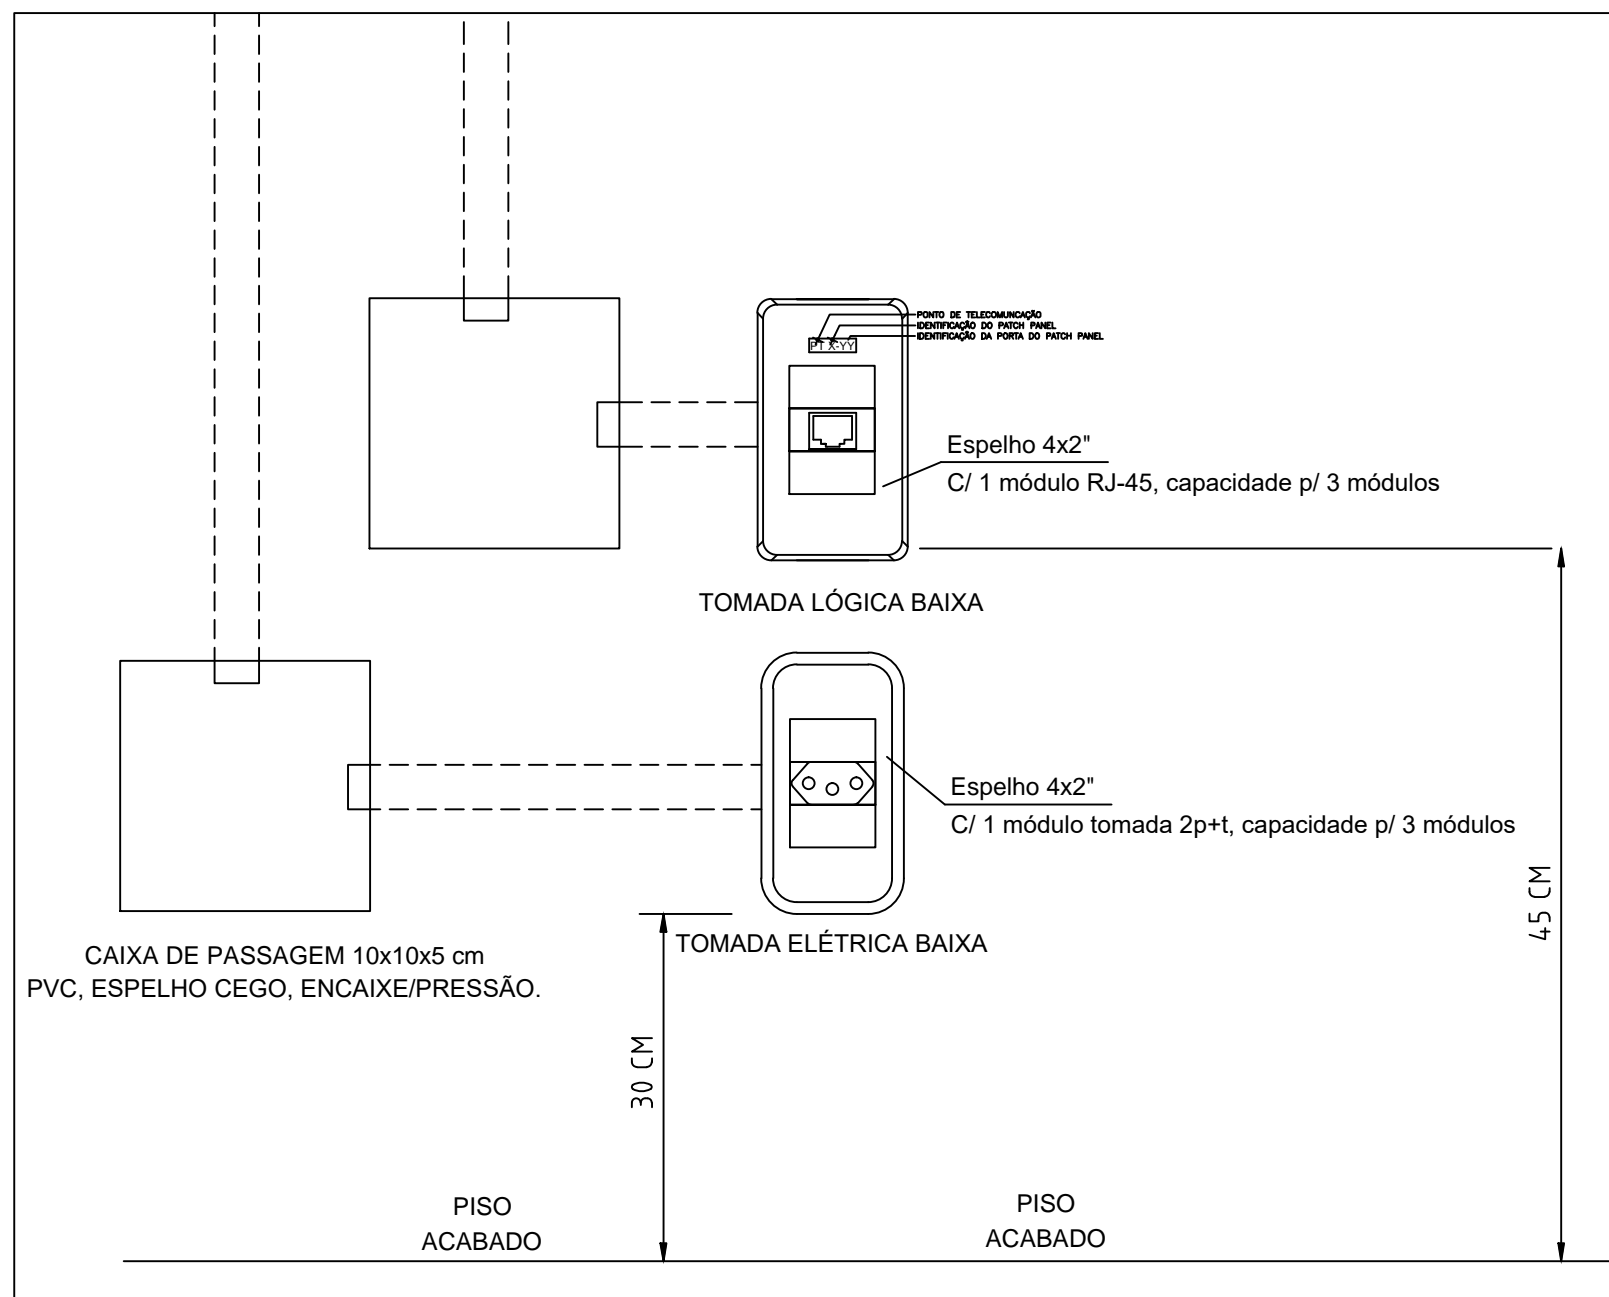 PONTO DE TELECOMUNCAÇÃO
IDENTIFICAÇÃO DO PATCH PANEL
IDENTIFICAÇÃO DA PORTA DO PATCH PANEL
PT X-YY
Espelho 4x2"
C/ 1 módulo RJ-45, capacidade p/ 3 módulos
TOMADA LÓGICA BAIXA
Espelho 4x2"
C/ 1 módulo tomada 2p+t, capacidade p/ 3 módulos
45 CM
TOMADA ELÉTRICA BAIXA
CAIXA DE PASSAGEM 10x10x5 cm
PVC, ESPELHO CEGO, ENCAIXE/PRESSÃO.
30 CM
PISO
ACABADO
PISO
ACABADO